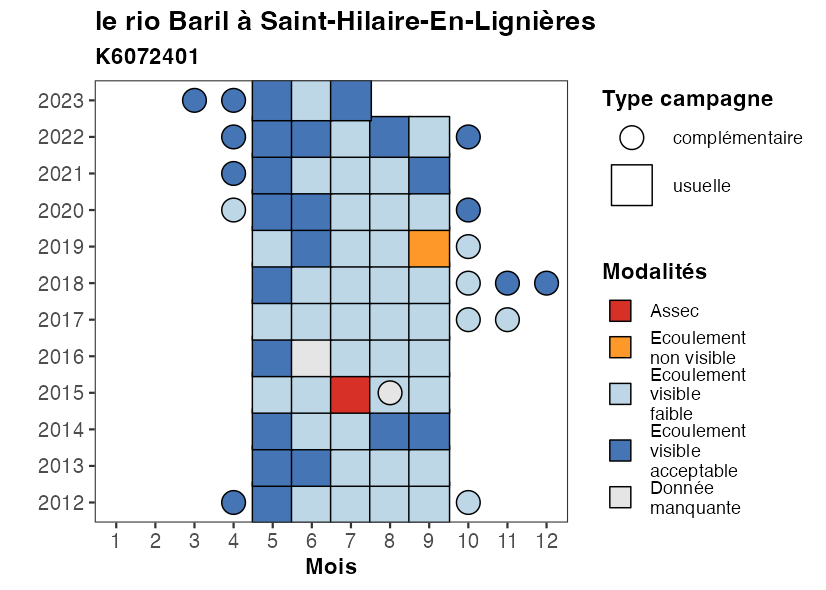 le rio Baril à Saint-Hilaire-En-Lignières
K6072401
2023
2022
2021
2020
2019
2018
2017
2016
2015
2014
2013
2012
1 2 3 4 5 6 7 8 9 10 11 12
Mois
Type campagne
complémentaire
usuelle
Modalités
Assec
Ecoulement
non visible
Ecoulement
visible
faible
Ecoulement
visible
acceptable
Donnée
manquante